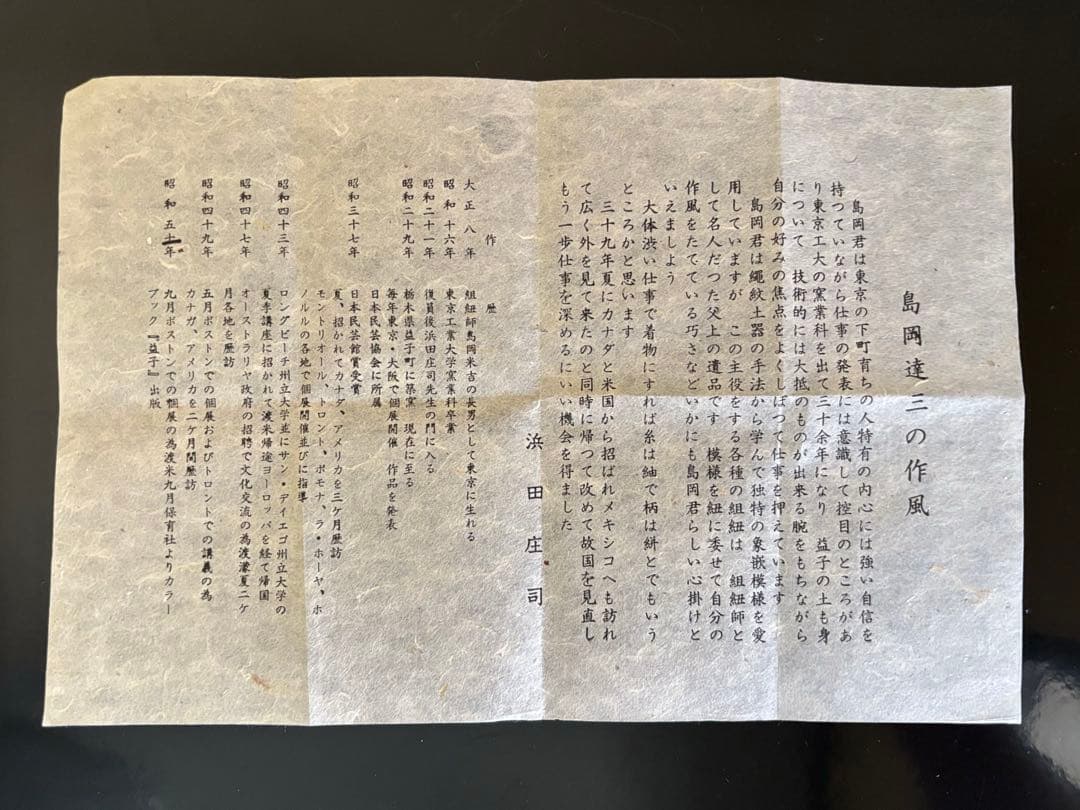 島岡達三の作風
島岡君は東京の下町育ちの人特有の内心には強い自信を
持つていながら仕事の発表には意識して控目のところがあ
り東京工大の窯業科を出て三十余年になり　益子の土も身
について　技術的には大抵のものが出来る腕をもちながら
自分の好みの焦点をよくしぼつて仕事を押えています
島岡君は縄紋土器の手法から学んで独特の象嵌模様を愛
用していますが　この主役をする各種の組紐は　組紐師と
して名人だつた父上の遺品です　模様を紐に委せて自分の
作風をたてている巧さなどいかにも島岡君らしい心掛けと
いえましよう
大体渋い仕事で着物にすれば糸は紬で柄は絣とでもいう
ところかと思います
三十九年夏にカナダと米国から招ばれメキシコへも訪れ
て広く外を見て来たのと同時に帰つて改めて故国を見直し
もう一歩仕事を深めるにいい機会を得ました
浜田庄司
作歴
大正八年　組紐師島岡米吉の長男として東京に生れる
昭和十六年　東京工業大学窯業科卒業
昭和二十一年　復員後浜田庄司先生の門に入る
昭和二十九年　栃木県益子町に築窯　現在に至る
毎年東京・大阪で個展開催　作品を発表
日本民芸協会に所属
昭和三十七年　日本民芸館賞受賞
夏、招かれてカナダ、アメリカを三ケ月歴訪
モントリオール、トロント、ポモナ、ラ・ホーヤ、ホ
ノルルの各地で個展開催並びに指導
昭和四十三年　ロングビーチ州立大学並にサン・ディエゴ州立大学の
夏季講座に招かれて渡米帰途ヨーロッパを経て帰国
昭和四十七年　オーストラリヤ政府の招聘で文化交流の為渡濠夏二ケ
月各地を歴訪
昭和四十九年　五月ボストンでの個展およびトロントでの講義の為
カナダ、アメリカを二ケ月間歴訪
昭和五十年　九月ボストンでの個展の為渡米九月保育社よりカラー
ブック『益子』出版